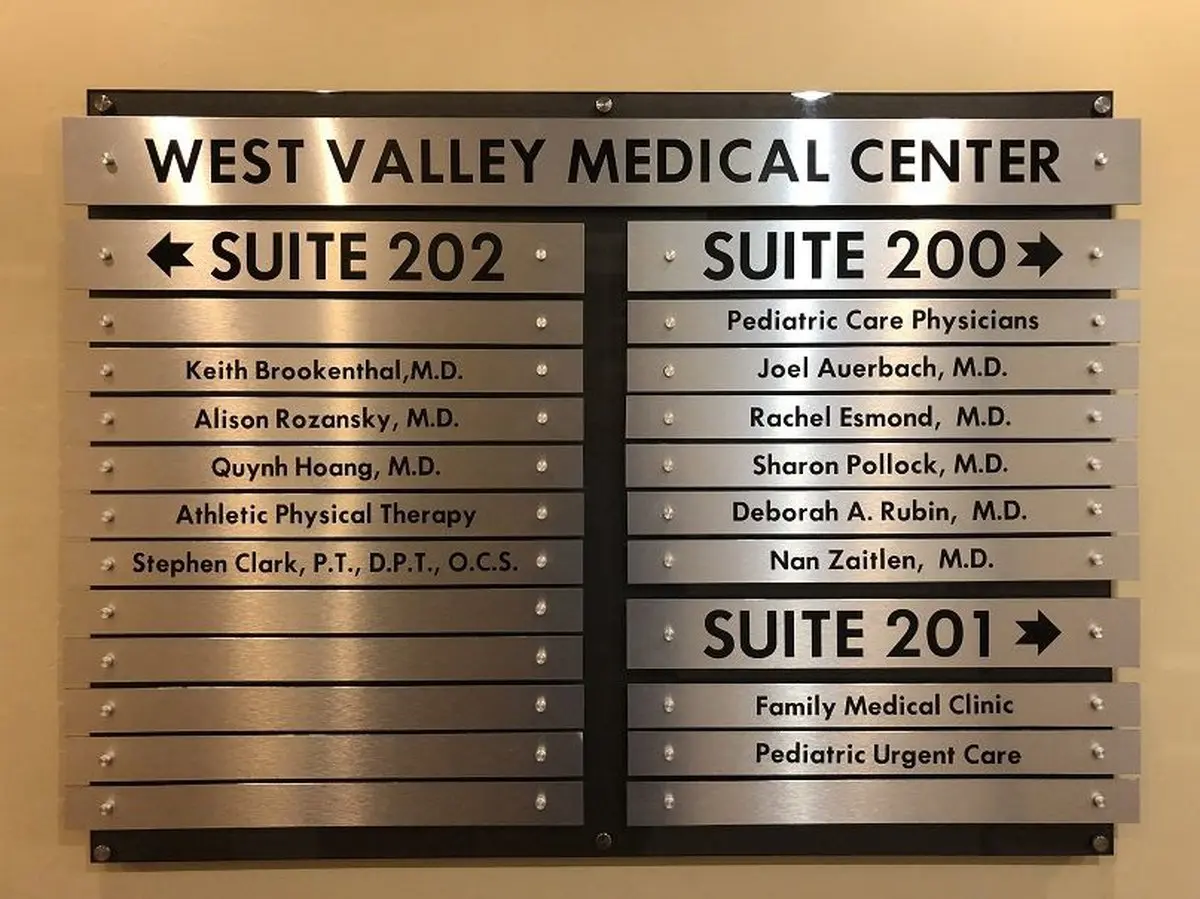 WEST VALLEY MEDICAL CENTER
SUITE 202
Keith Brookenthal,M.D.
Alison Rozansky, M.D.
Quynh Hoang, M.D.
Athletic Physical Therapy
Stephen Clark, P.T., D.P.T., O.C.S.
SUITE 200
Pediatric Care Physicians
Joel Auerbach, M.D.
Rachel Esmond, M.D.
Sharon Pollock, M.D.
Deborah A. Rubin, M.D.
Nan Zaitlen, M.D.
SUITE 201
Family Medical Clinic
Pediatric Urgent Care